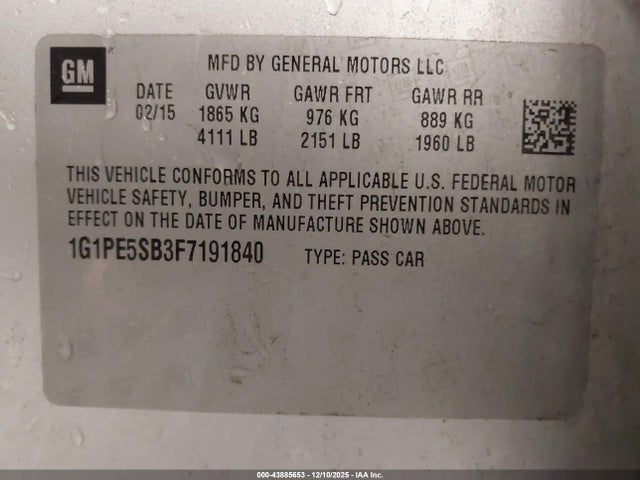 GM
MFD BY GENERAL MOTORS LLC
DATE GVWR GAWR FRT GAWR RR
02/15 1865 KG 976 KG 889 KG
4111 LB 2151 LB 1960 LB
THIS VEHICLE CONFORMS TO ALL APPLICABLE U.S. FEDERAL MOTOR
VEHICLE SAFETY, BUMPER, AND THEFT PREVENTION STANDARDS IN
EFFECT ON THE DATE OF MANUFACTURE SHOWN ABOVE.
1G1PE5SB3F7191840 TYPE: PASS CAR
000-43885653 - 12/10/2025 - IAA Inc.